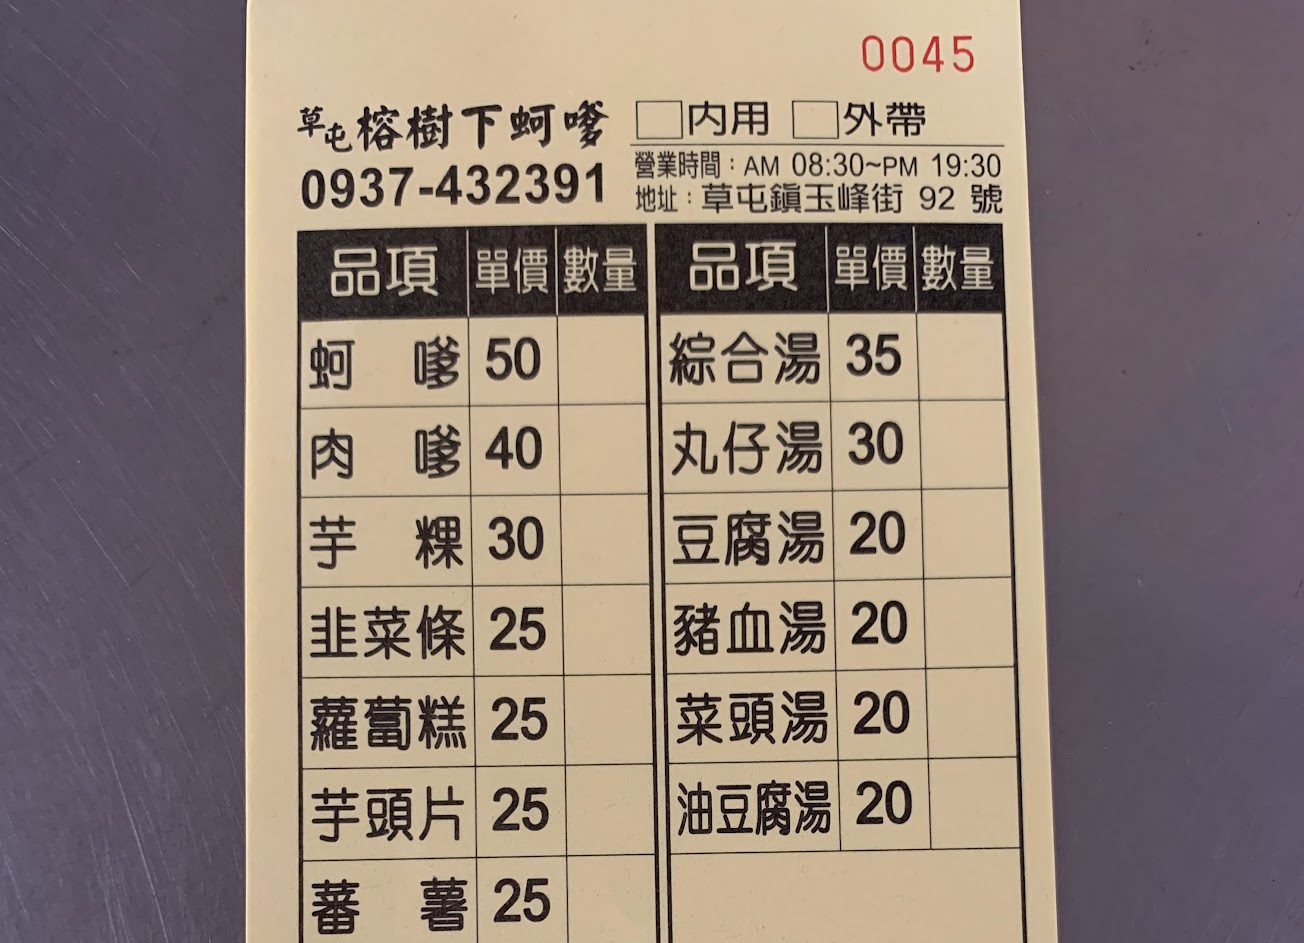 0045
草屯榕樹下蚵嗲
0937-432391
□內用 □外帶
營業時間：AM 08:30~PM 19:30
地址：草屯鎮玉峰街 92 號
品項 單價 數量
蚵嗲 50
肉嗲 40
芋粿 30
韭菜條 25
蘿蔔糕 25
芋頭片 25
蕃薯 25
品項 單價 數量
綜合湯 35
丸仔湯 30
豆腐湯 20
豬血湯 20
菜頭湯 20
油豆腐湯 20